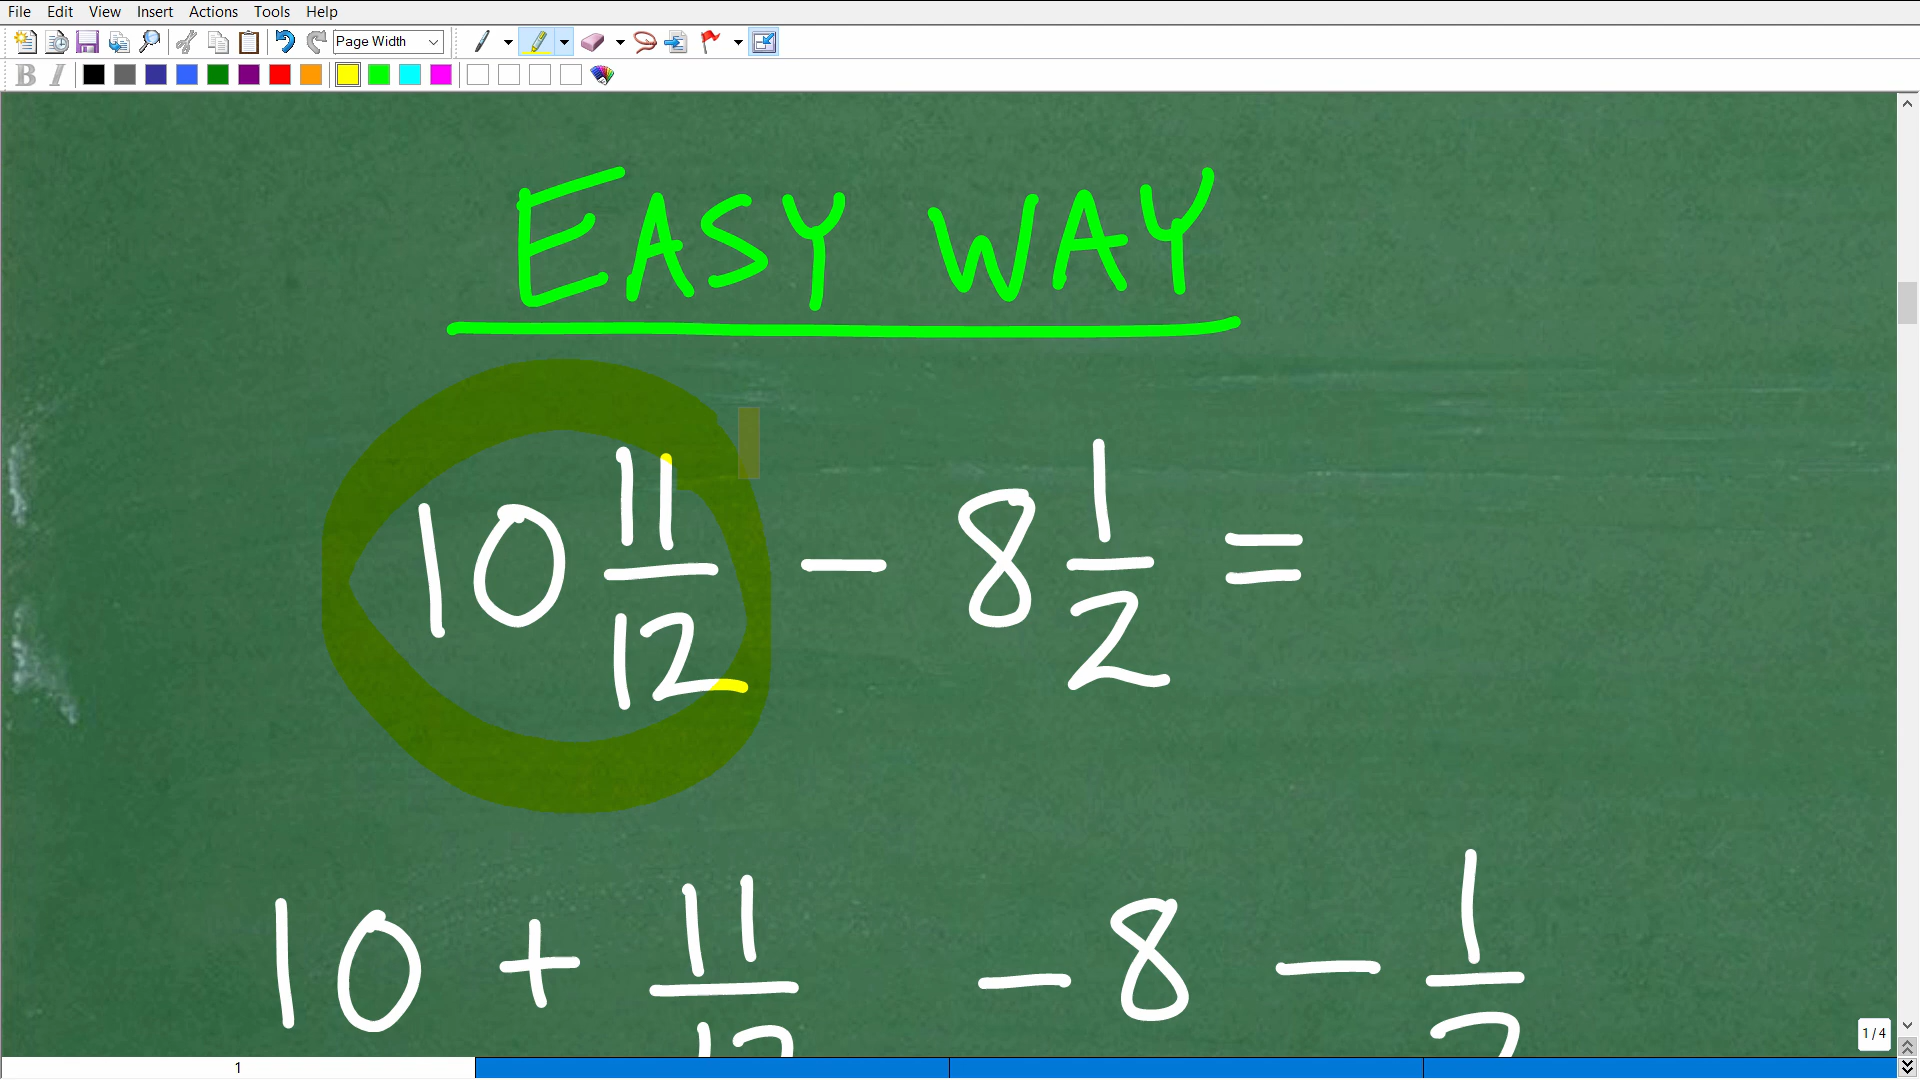 File Edit View Insert Actions Tools Help
Page Width
B I
EASY WAY
10 11/12 - 8 1/2 =
10 + 11/12 - 8 - 1/2
1 / 4
1